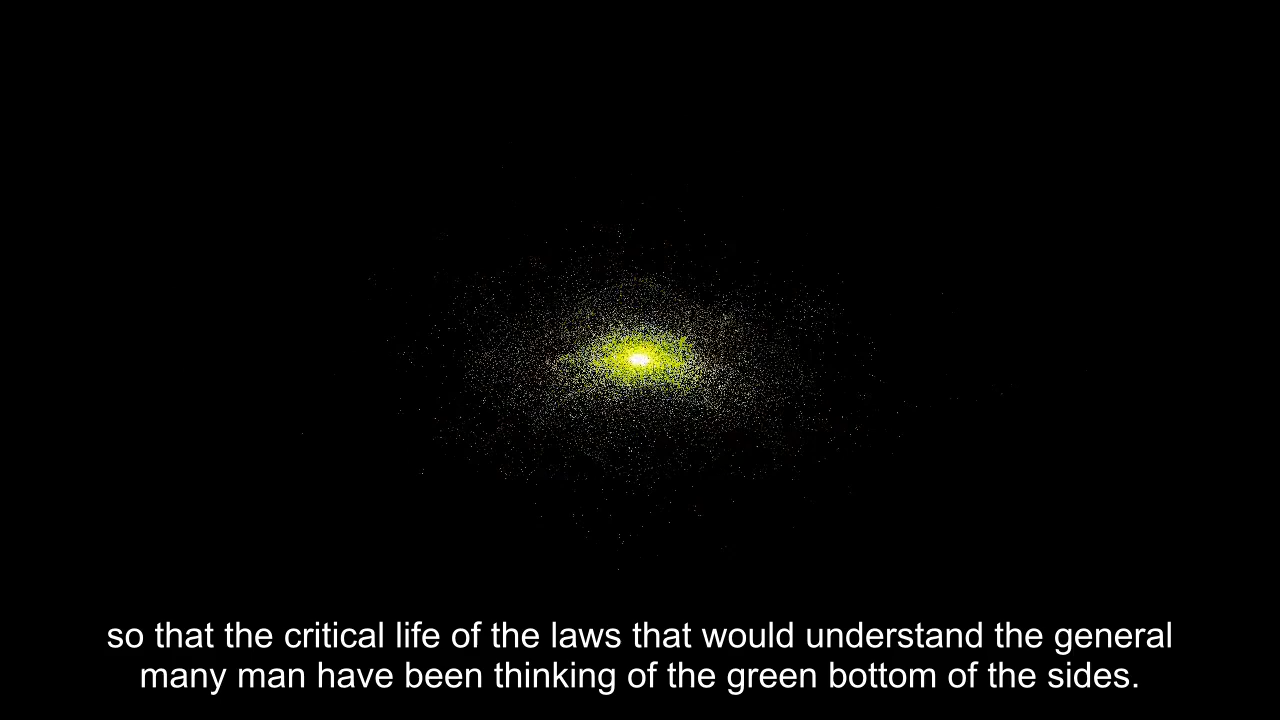 so that the critical life of the laws that would understand the general
many man have been thinking of the green bottom of the sides.